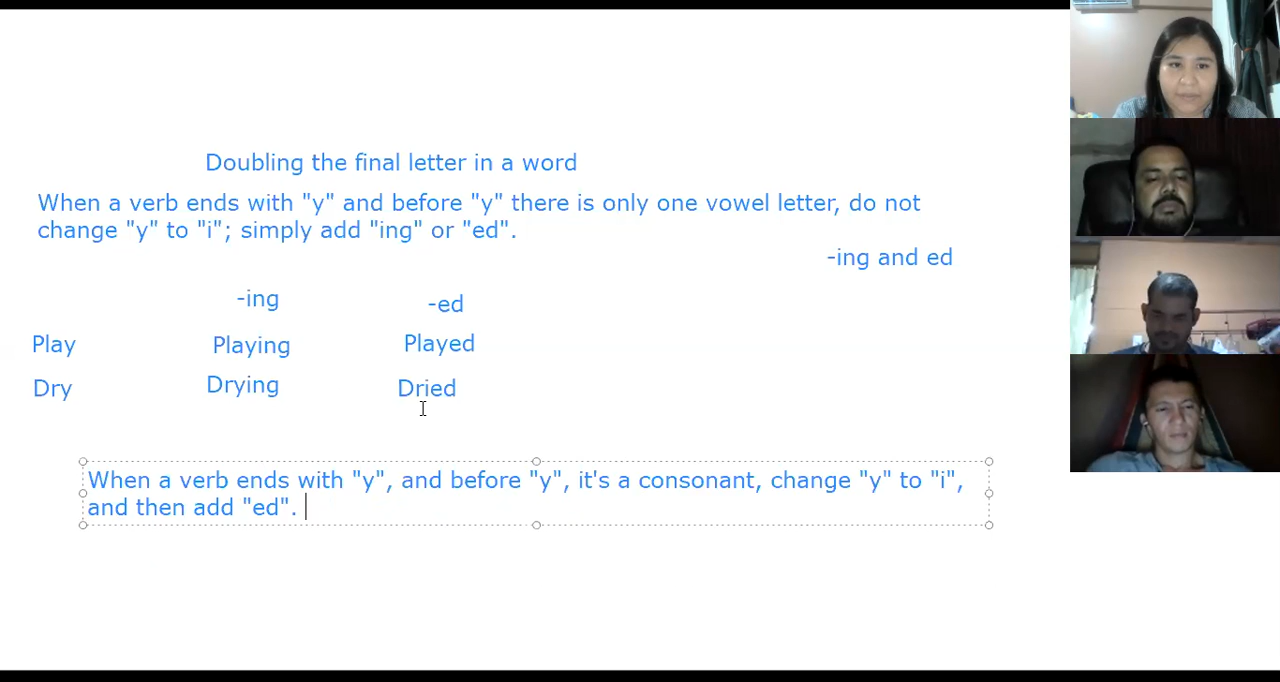 Doubling the final letter in a word
When a verb ends with "y" and before "y" there is only one vowel letter, do not
change "y" to "i"; simply add "ing" or "ed".
-ing and ed
-ing -ed
Play Playing Played
Dry Drying Dried
When a verb ends with "y", and before "y", it's a consonant, change "y" to "i",
and then add "ed".